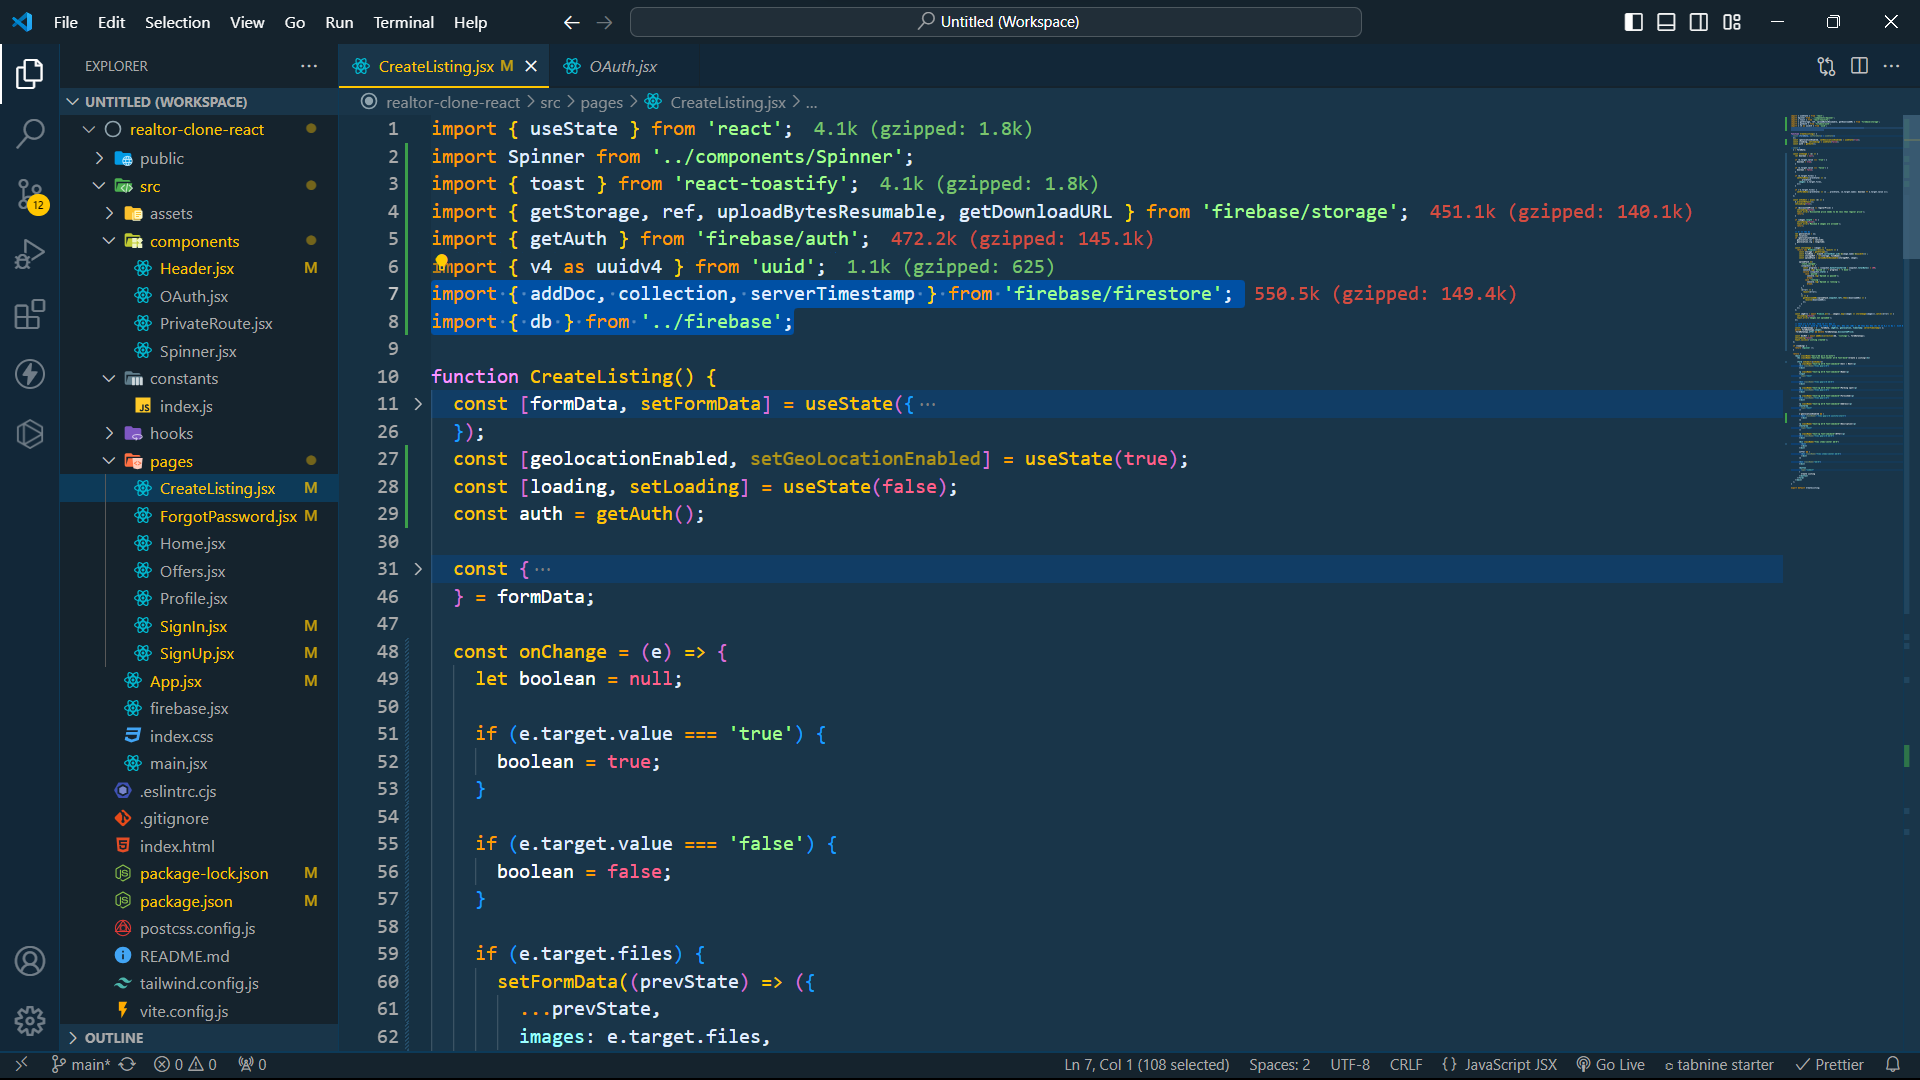 File Edit Selection View Go Run Terminal Help
Untitled (Workspace)
EXPLORER
CreateListing.jsx M
OAuth.jsx
UNTITLED (WORKSPACE)
realtor-clone-react
public
src
assets
components
Header.jsx M
OAuth.jsx
PrivateRoute.jsx
Spinner.jsx
constants
index.js
hooks
pages
CreateListing.jsx M
ForgotPassword.jsx M
Home.jsx
Offers.jsx
Profile.jsx
SignIn.jsx M
SignUp.jsx M
App.jsx M
firebase.jsx
index.css
main.jsx
.eslintrc.cjs
.gitignore
index.html
package-lock.json M
package.json M
postcss.config.js
README.md
tailwind.config.js
vite.config.js
OUTLINE
12
realtor-clone-react > src > pages > CreateListing.jsx > ...
1 import { useState } from 'react'; 4.1k (gzipped: 1.8k)
2 import Spinner from '../components/Spinner';
3 import { toast } from 'react-toastify'; 4.1k (gzipped: 1.8k)
4 import { getStorage, ref, uploadBytesResumable, getDownloadURL } from 'firebase/storage'; 451.1k (gzipped: 140.1k)
5 import { getAuth } from 'firebase/auth'; 472.2k (gzipped: 145.1k)
6 import { v4 as uuidv4 } from 'uuid'; 1.1k (gzipped: 625)
7 import { addDoc, collection, serverTimestamp } from 'firebase/firestore'; 550.5k (gzipped: 149.4k)
8 import { db } from '../firebase';
9
10 function CreateListing() {
11 const [formData, setFormData] = useState({ ...
26 });
27 const [geolocationEnabled, setGeoLocationEnabled] = useState(true);
28 const [loading, setLoading] = useState(false);
29 const auth = getAuth();
30
31 const { ...
46 } = formData;
47
48 const onChange = (e) => {
49 let boolean = null;
50
51 if (e.target.value === 'true') {
52 boolean = true;
53 }
54
55 if (e.target.value === 'false') {
56 boolean = false;
57 }
58
59 if (e.target.files) {
60 setFormData((prevState) => ({
61 ...prevState,
62 images: e.target.files,
main* 0 0 0
Ln 7, Col 1 (108 selected) Spaces: 2 UTF-8 CRLF {} JavaScript JSX Go Live tabnine starter Prettier